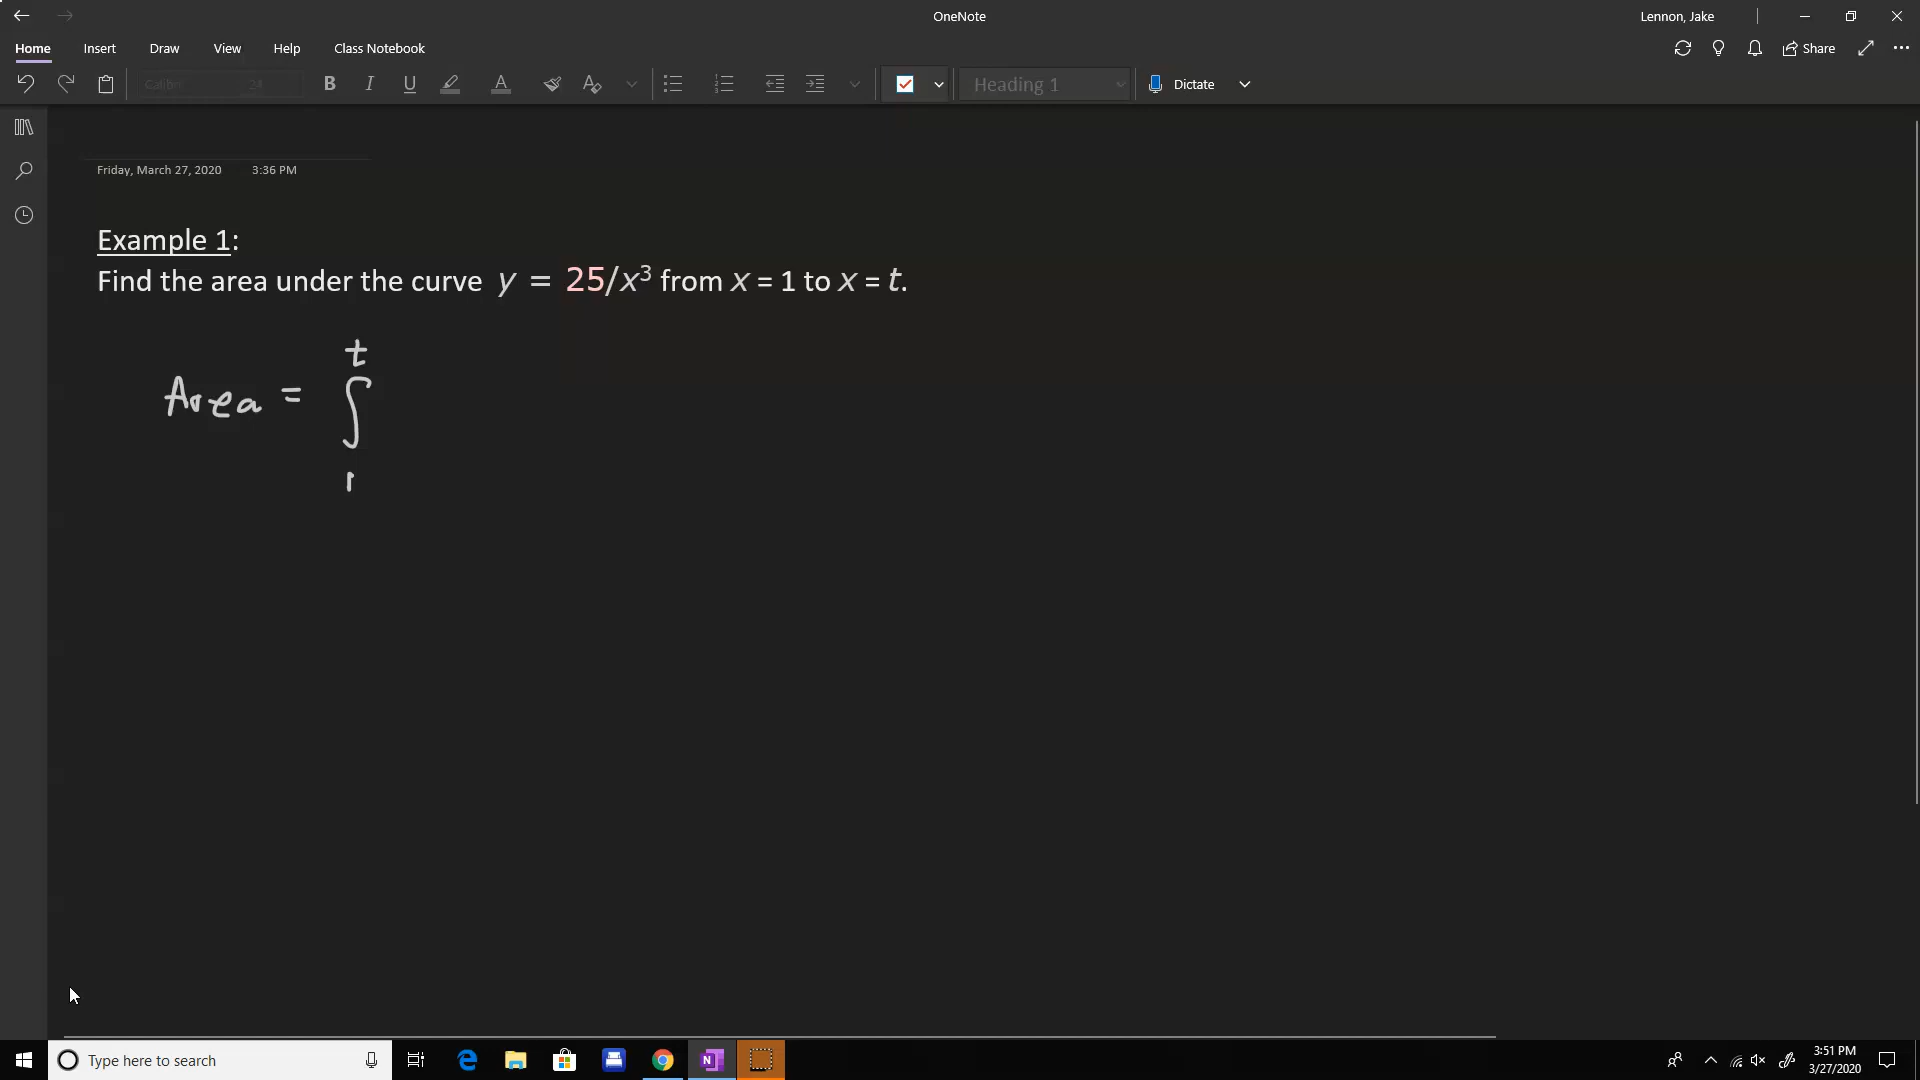 OneNote
Lennon, Jake
Home Insert Draw View Help Class Notebook
Share
Calibri 24 B I U A A Heading 1 Dictate
Friday, March 27, 2020 3:36 PM
Example 1:
Find the area under the curve y = 25/x³ from x = 1 to x = t.
t
Area = ∫
1
Type here to search
N
3:51 PM
3/27/2020